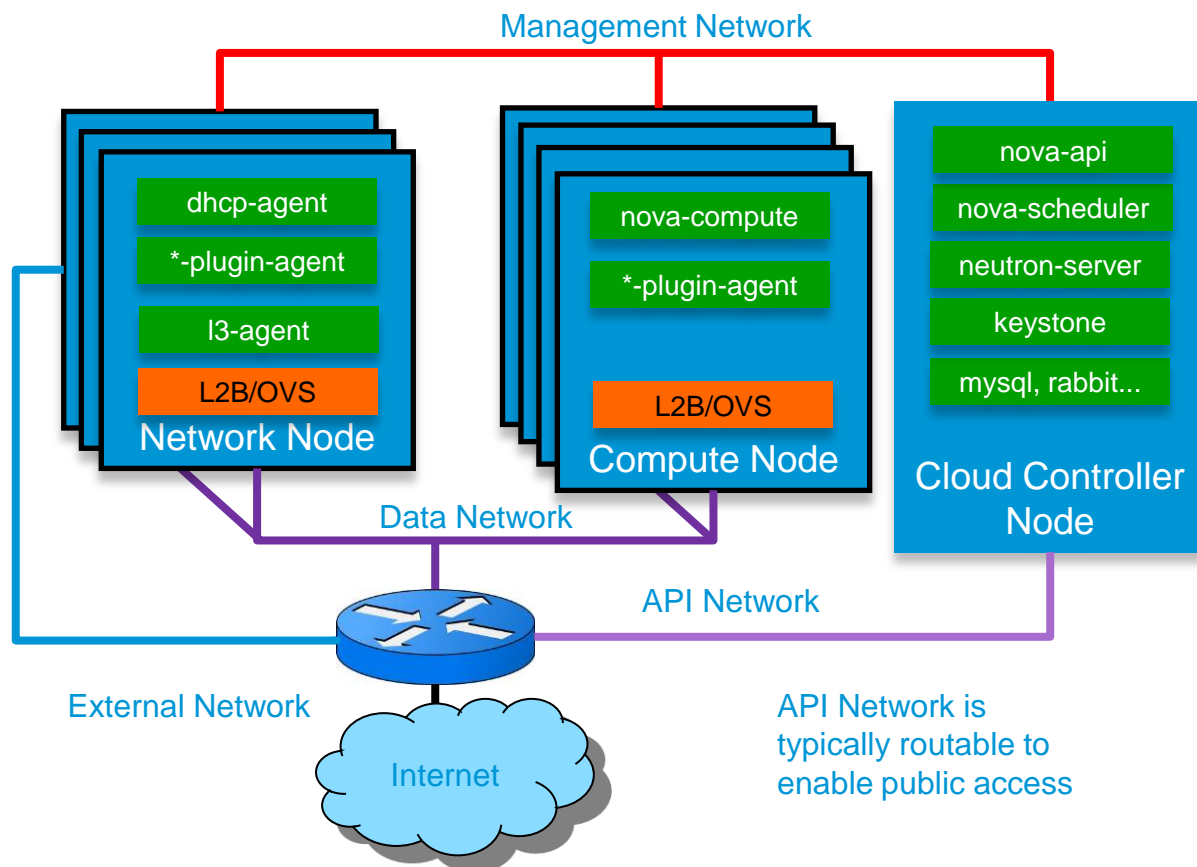 Management Network
dhcp-agent
*-plugin-agent
l3-agent
L2B/OVS
Network Node
nova-compute
*-plugin-agent
L2B/OVS
Compute Node
nova-api
nova-scheduler
neutron-server
keystone
mysql, rabbit...
Cloud Controller
Node
Data Network
API Network
External Network
Internet
API Network is
typically routable to
enable public access